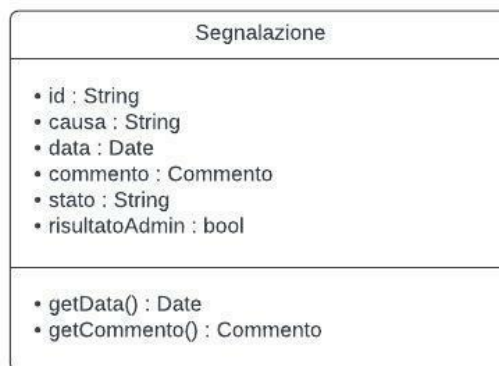 Segnalazione
• id : String
• causa : String
• data : Date
• commento : Commento
• stato : String
• risultatoAdmin : bool
• getData() : Date
• getCommento() : Commento